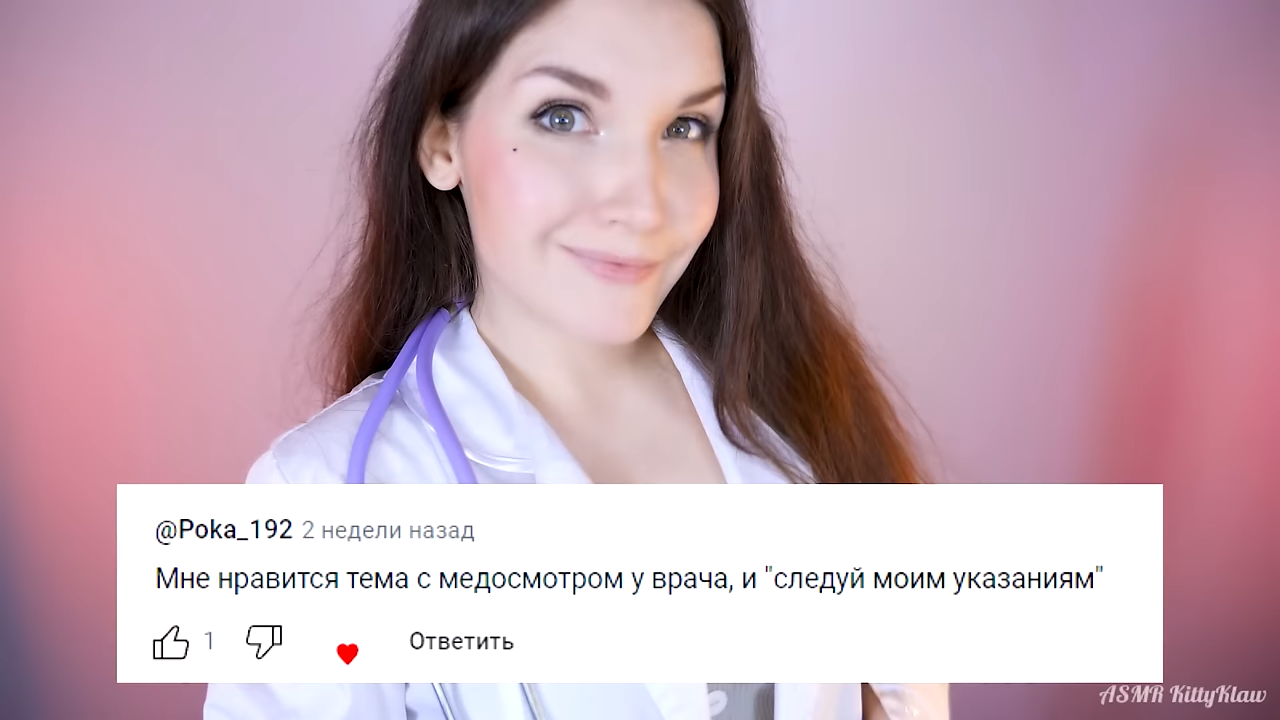 @Poka_192 2 недели назад
Мне нравится тема с медосмотром у врача, и "следуй моим указаниям"
1 Ответить
ASMR KittyKlaw